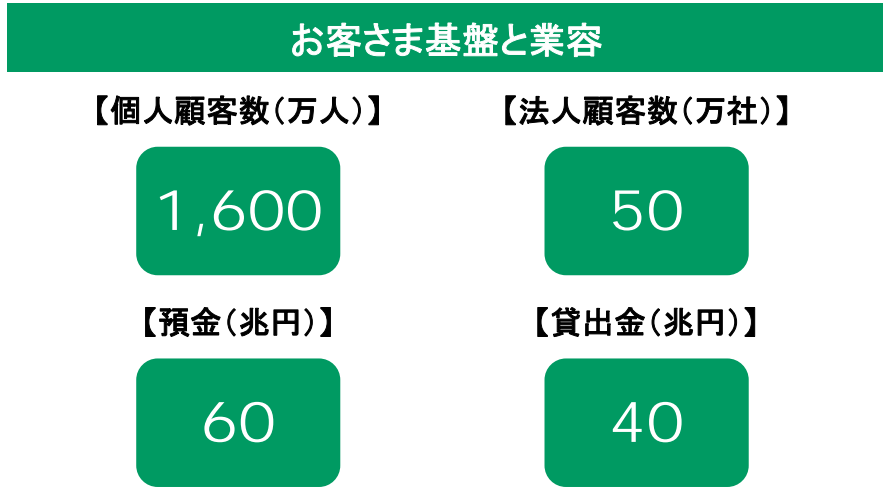 お客さま基盤と業容
【個人顧客数(万人)】
【法人顧客数(万社)】
1,600
50
【預金(兆円)】
【貸出金(兆円)】
60
40